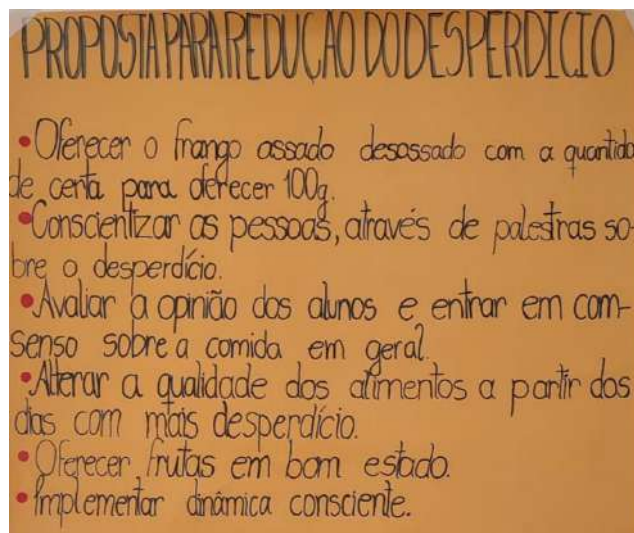 PROPOSTA PARA REDUÇÃO DO DESPERDÍCIO
•Oferecer o frango assado desossado com a quantida
de certa para oferecer 100g.
•Conscientizar as pessoas, através de palestras so-
bre o desperdício.
•Avaliar a opinião dos alunos e entrar em com-
senso sobre a comida em geral.
•Alterar a qualidade dos alimentos a partir dos
dias com mais desperdício.
•Oferecer frutas em bom estado.
•Implementar dinâmica consciente.